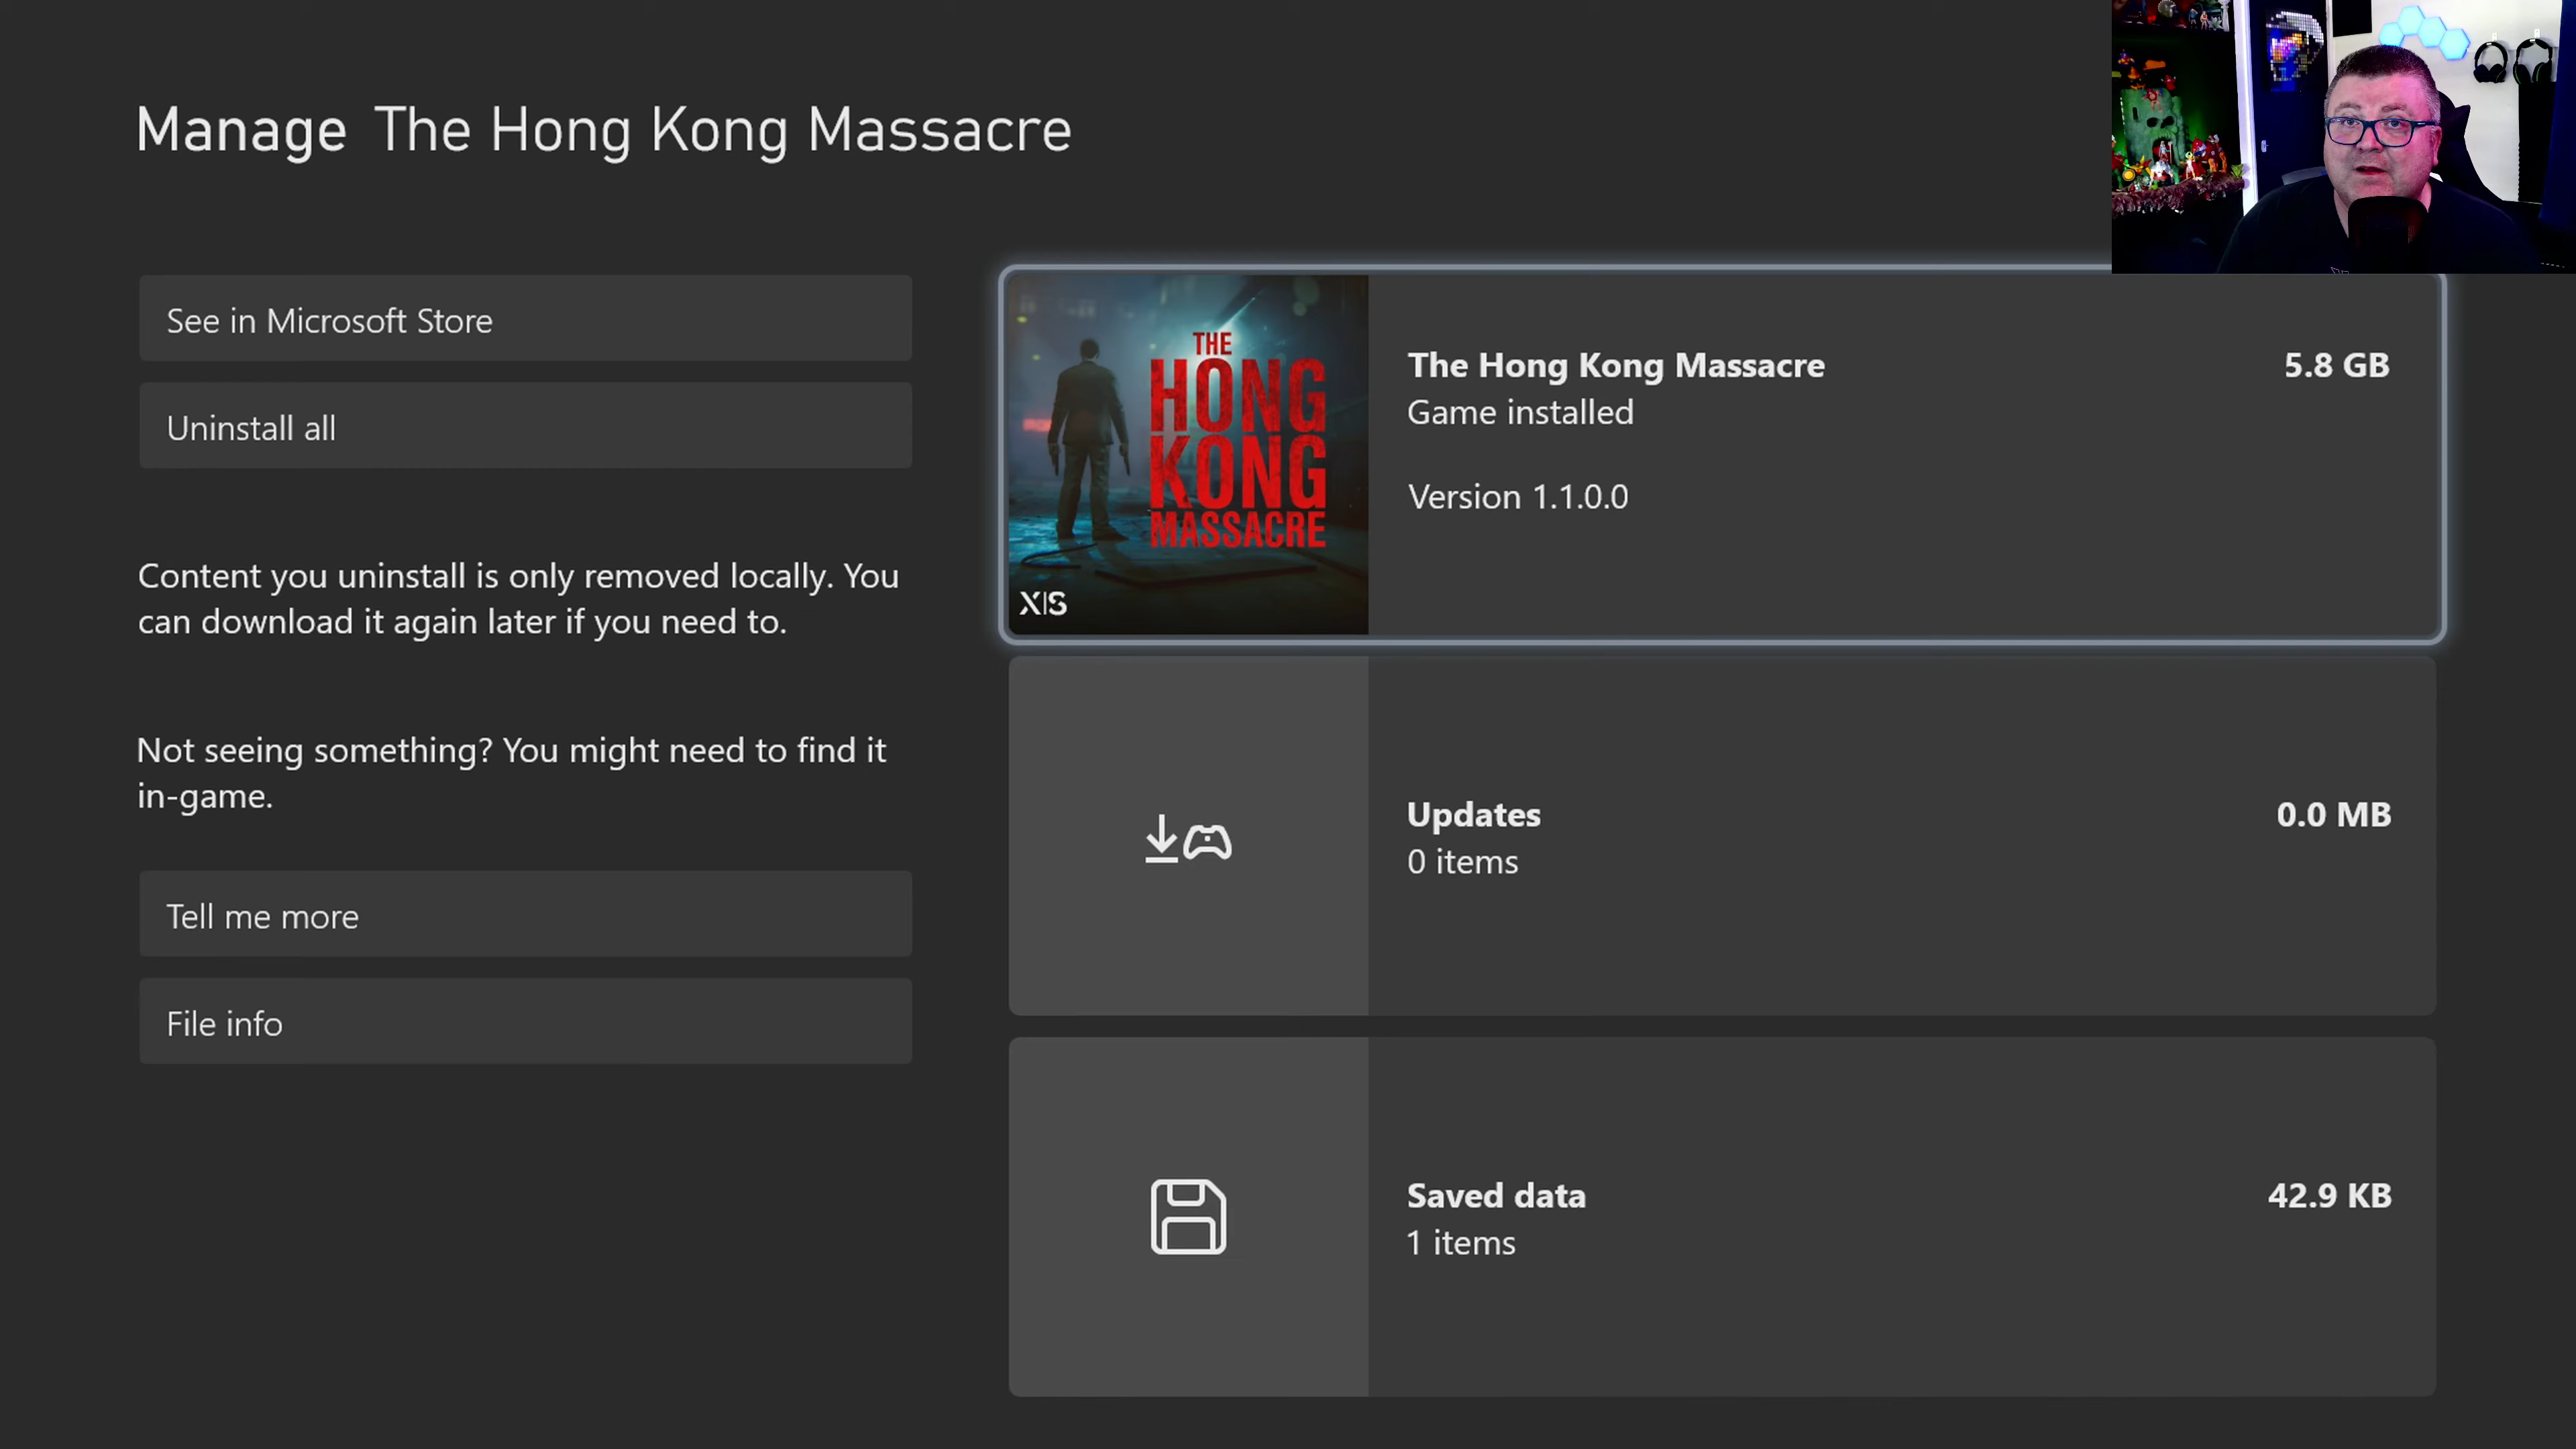 Manage The Hong Kong Massacre
See in Microsoft Store
Uninstall all
Content you uninstall is only removed locally. You
can download it again later if you need to.
Not seeing something? You might need to find it
in-game.
Tell me more
File info
THE
HONG
KONG
MASSACRE
X|S
The Hong Kong Massacre 5.8 GB
Game installed
Version 1.1.0.0
Updates 0.0 MB
0 items
Saved data 42.9 KB
1 items